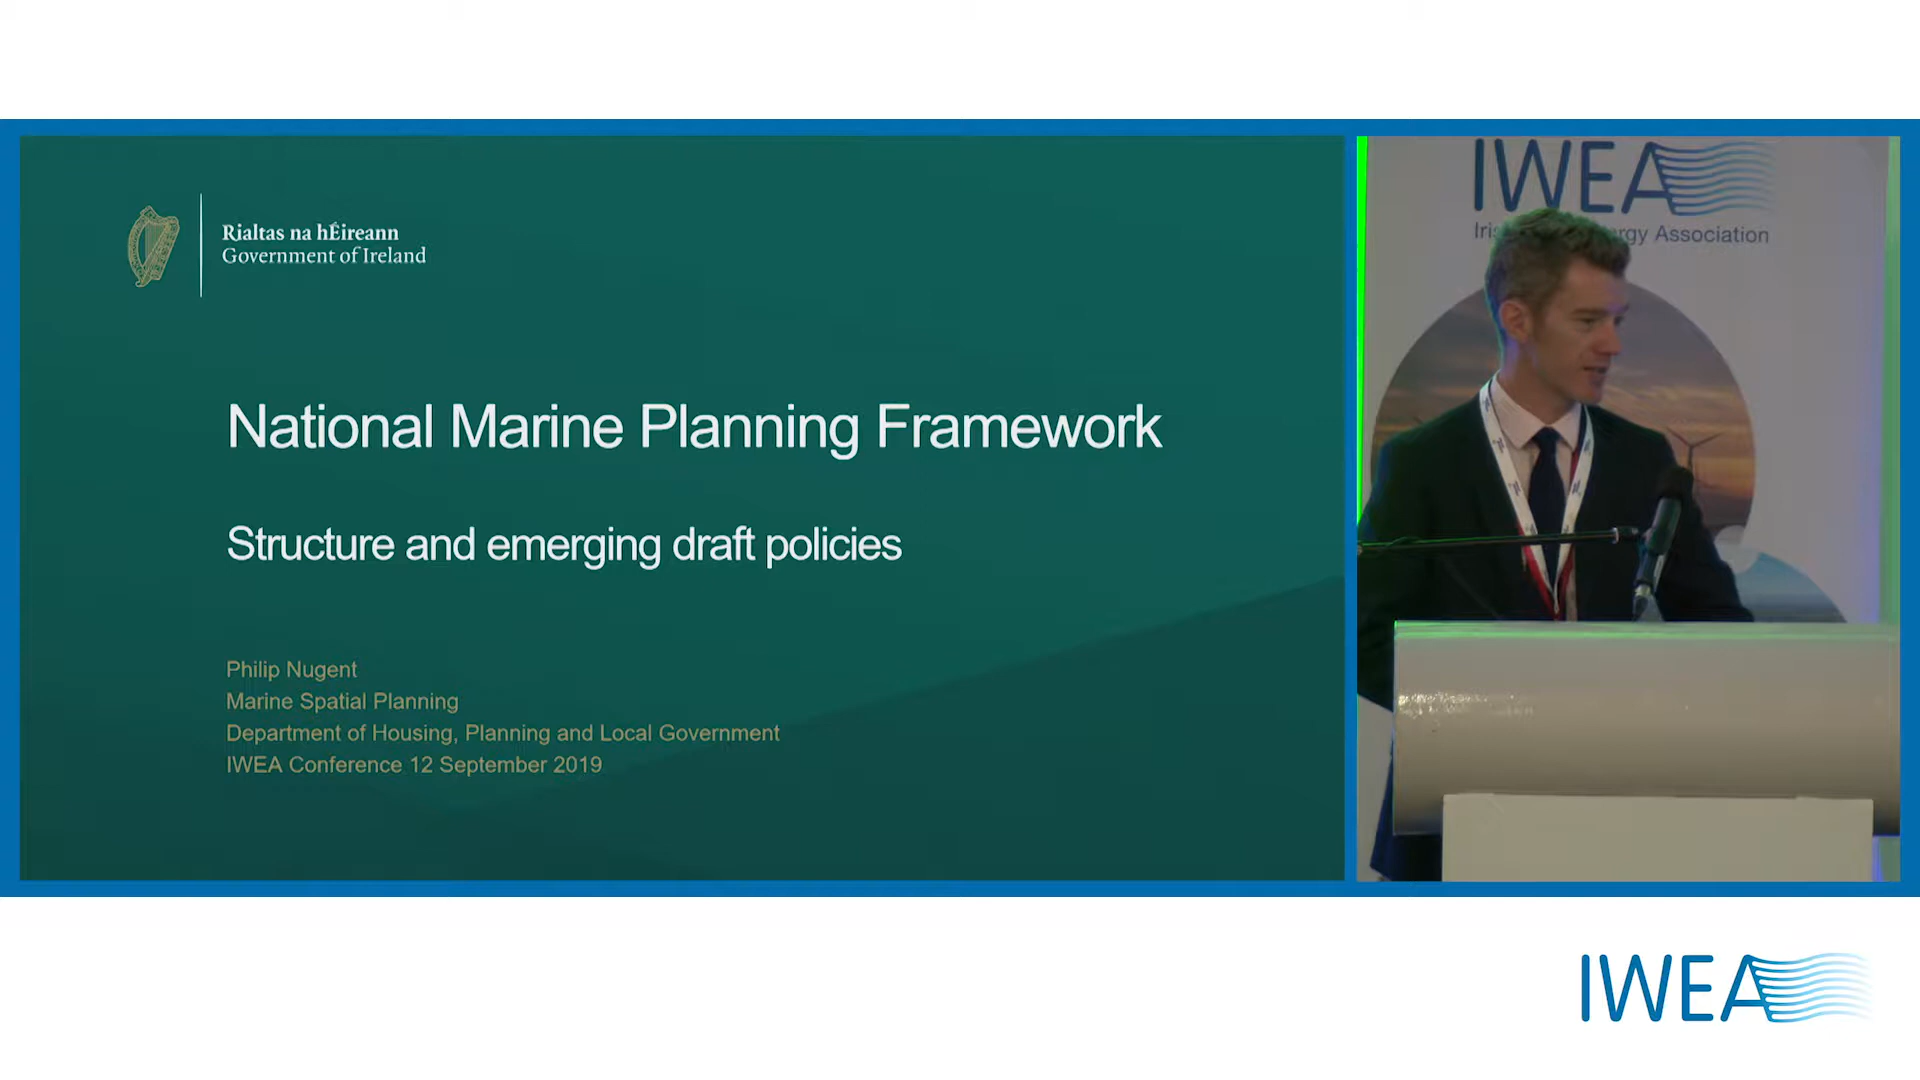 Rialtas na hÉireann
Government of Ireland
National Marine Planning Framework
Structure and emerging draft policies
Philip Nugent
Marine Spatial Planning
Department of Housing, Planning and Local Government
IWEA Conference 12 September 2019
IWEA
Association
IWEA